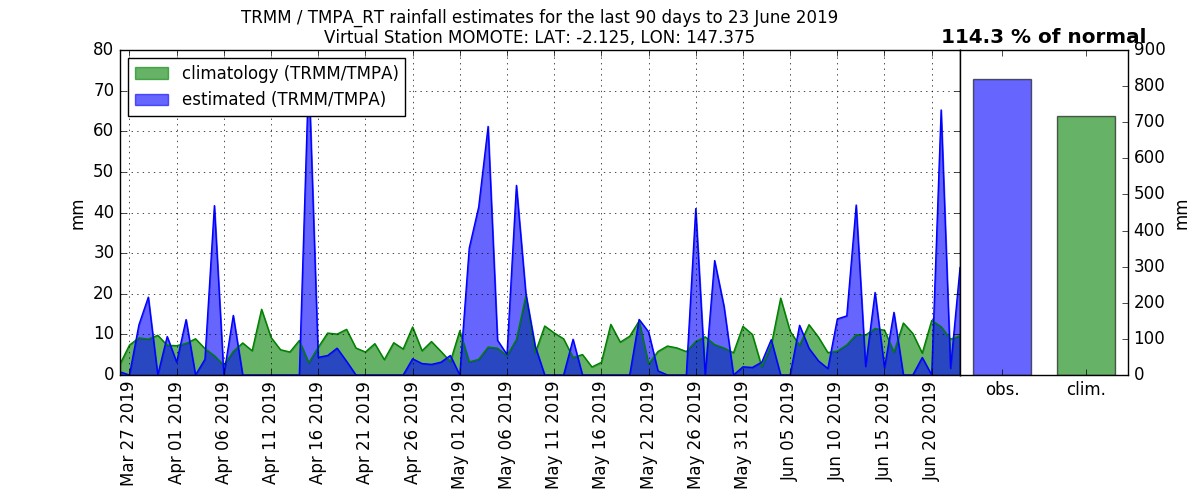 TRMM / TMPA_RT rainfall estimates for the last 90 days to 23 June 2019
Virtual Station MOMOTE: LAT: -2.125, LON: 147.375
114.3 % of normal
climatology (TRMM/TMPA)
estimated (TRMM/TMPA)
mm
80
70
60
50
40
30
20
10
0
Mar 27 2019
Apr 01 2019
Apr 06 2019
Apr 11 2019
Apr 16 2019
Apr 21 2019
Apr 26 2019
May 01 2019
May 06 2019
May 11 2019
May 16 2019
May 21 2019
May 26 2019
May 31 2019
Jun 05 2019
Jun 10 2019
Jun 15 2019
Jun 20 2019
obs.
clim.
900
800
700
600
500
400
300
200
100
0
mm